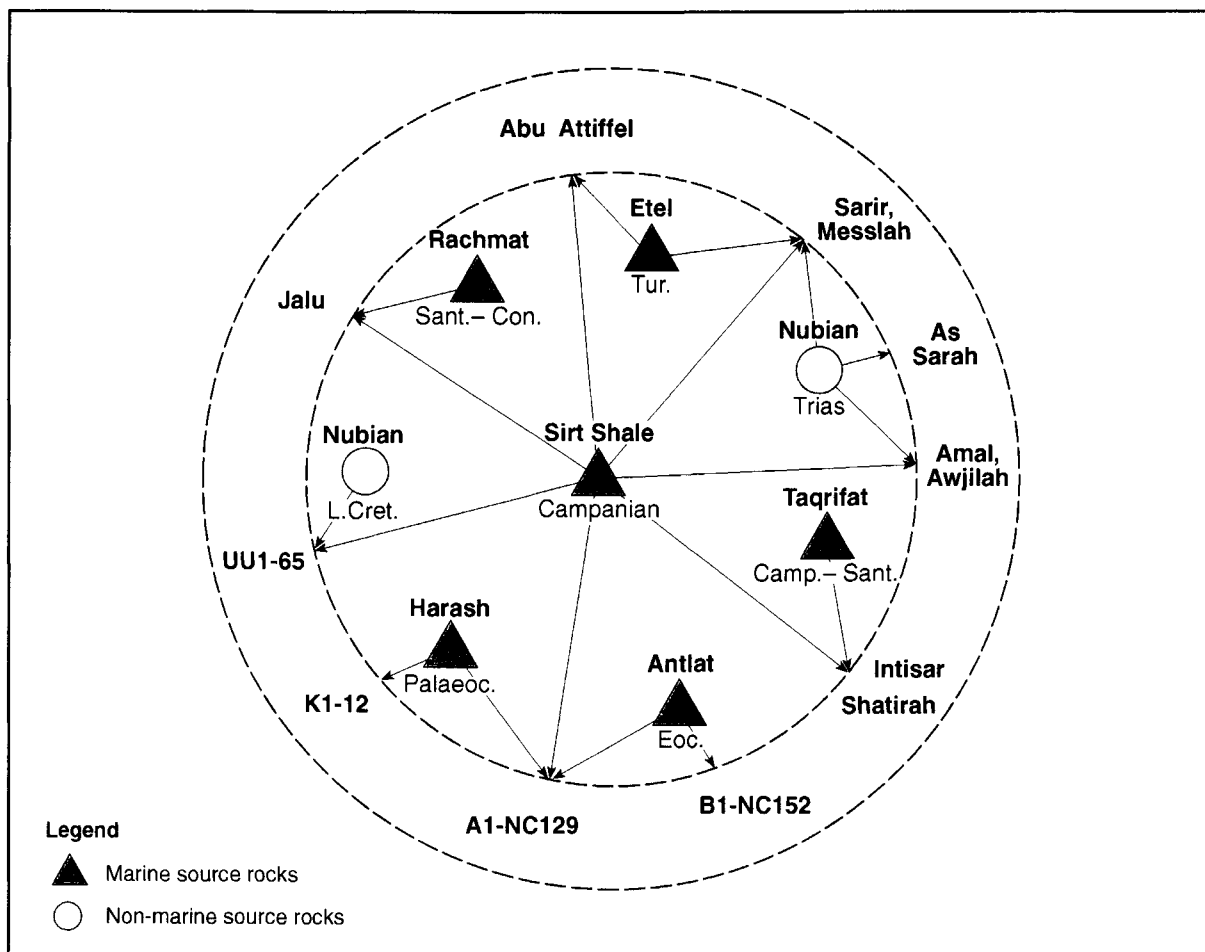 Abu Attiffel
Etel
Tur.
Sarir,
Messlah
Rachmat
Sant.– Con.
Jalu
Nubian
Trias
As
Sarah
Sirt Shale
Campanian
Nubian
L.Cret.
Amal,
Awjilah
Taqrifat
Camp.– Sant.
UU1-65
Harash
Palaeoc.
Antlat
Eoc.
Intisar
Shatirah
K1-12
B1-NC152
A1-NC129
Legend
Marine source rocks
Non-marine source rocks